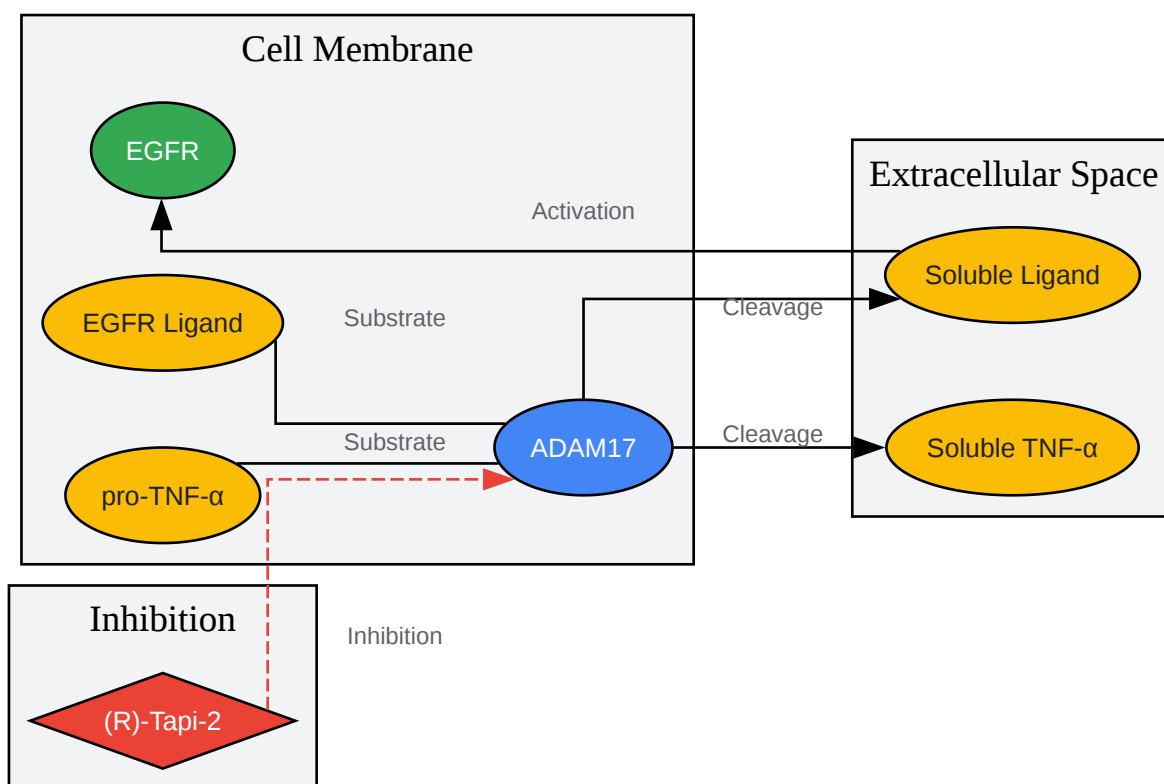 Cell Membrane
EGFR
Extracellular Space
Activation
Soluble Ligand
EGFR Ligand
Substrate
Cleavage
Substrate
ADAM17
Cleavage
Soluble TNF-α
pro-TNF-α
Inhibition
Inhibition
(R)-Tapi-2